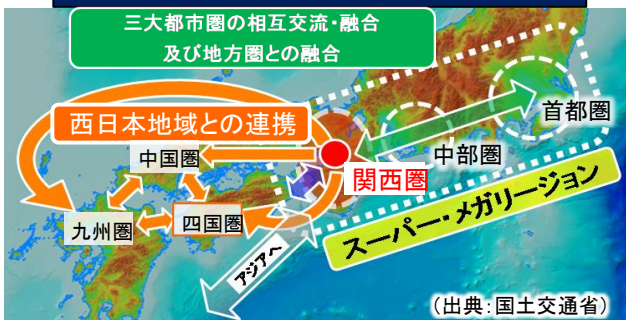 三大都市圏の相互交流・融合
及び地方圏との融合
西日本地域との連携
首都圏
中部圏
中国圏
関西圏
九州圏
四国圏
スーパー・メガリージョン
アジアへ
(出典:国土交通省)